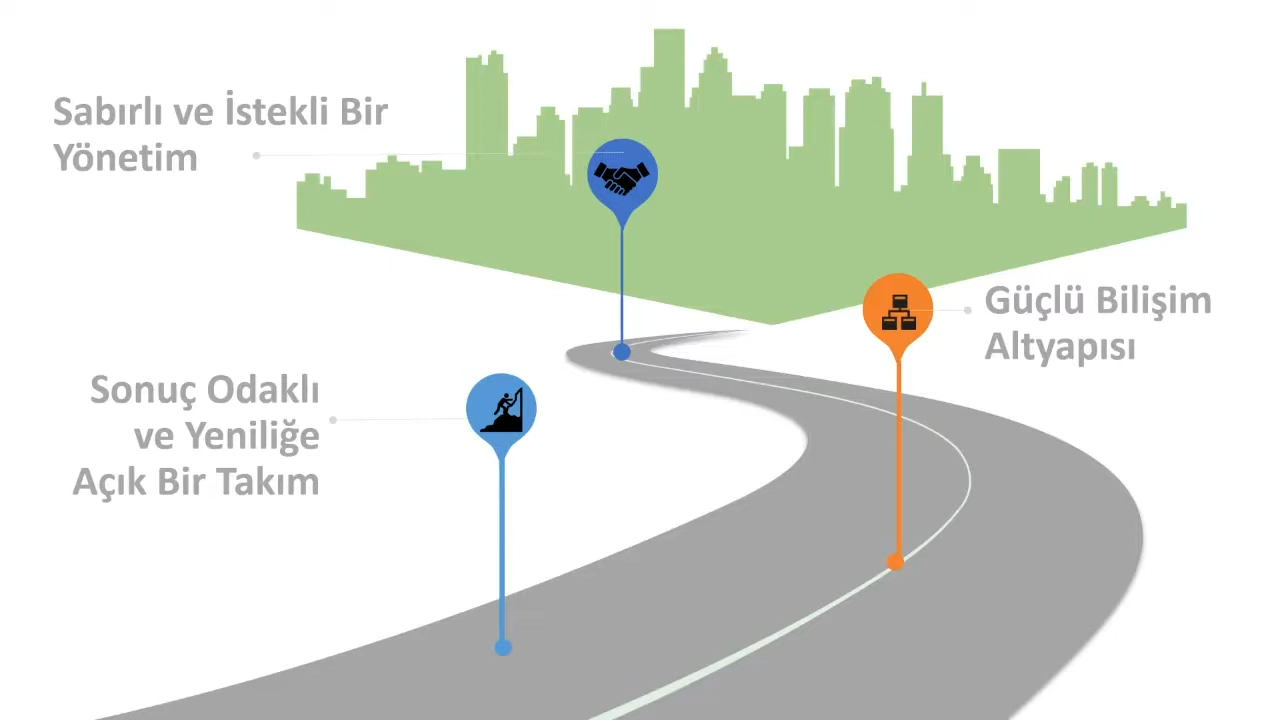 Sabırlı ve İstekli Bir
Yönetim
Güçlü Bilişim
Altyapısı
Sonuç Odaklı
ve Yeniliğe
Açık Bir Takım